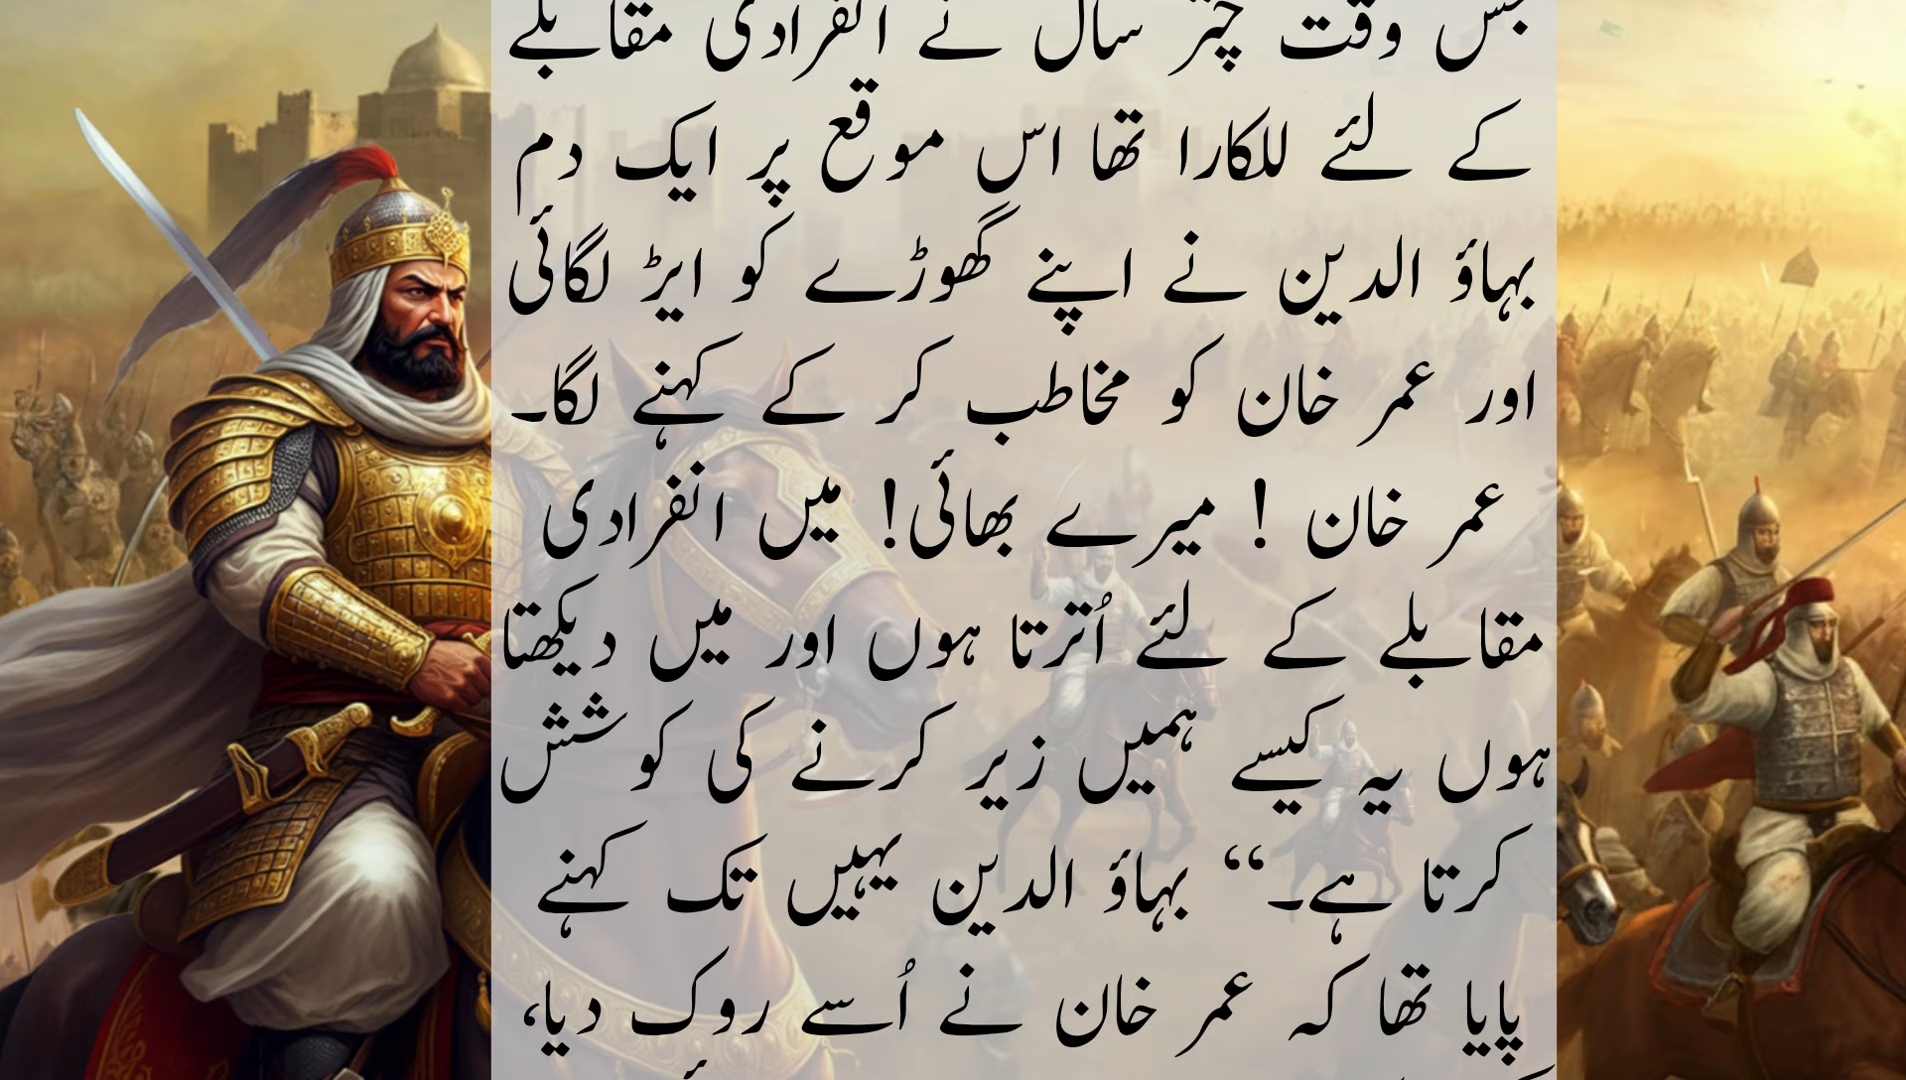 جس وقت چتر سال نے انفرادی مقابلے
کے لئے للکارا تھا اس موقع پر ایک دم
بہاؤ الدین نے اپنے گھوڑے کو ایڑ لگائی
اور عمر خان کو مخاطب کر کے کہنے لگا۔
عمر خان ! میرے بھائی! میں انفرادی
مقابلے کے لئے اُترتا ہوں اور میں دیکھتا
ہوں یہ کیسے ہمیں زیر کرنے کی کوشش
کرتا ہے۔‘‘ بہاؤ الدین یہیں تک کہنے
پایا تھا کہ عمر خان نے اُسے روک دیا،